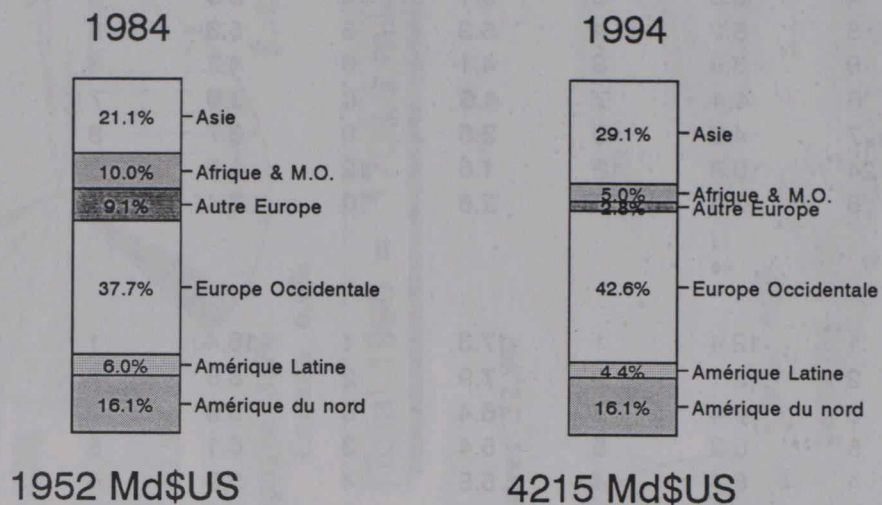 1984
21.1% Asie
10.0% Afrique & M.O.
9.1% Autre Europe
37.7% Europe Occidentale
6.0% Amérique Latine
16.1% Amérique du nord
1952 Md$US
1994
29.1% Asie
5.0% Afrique & M.O.
2.8% Autre Europe
42.6% Europe Occidentale
4.4% Amérique Latine
16.1% Amérique du nord
4215 Md$US